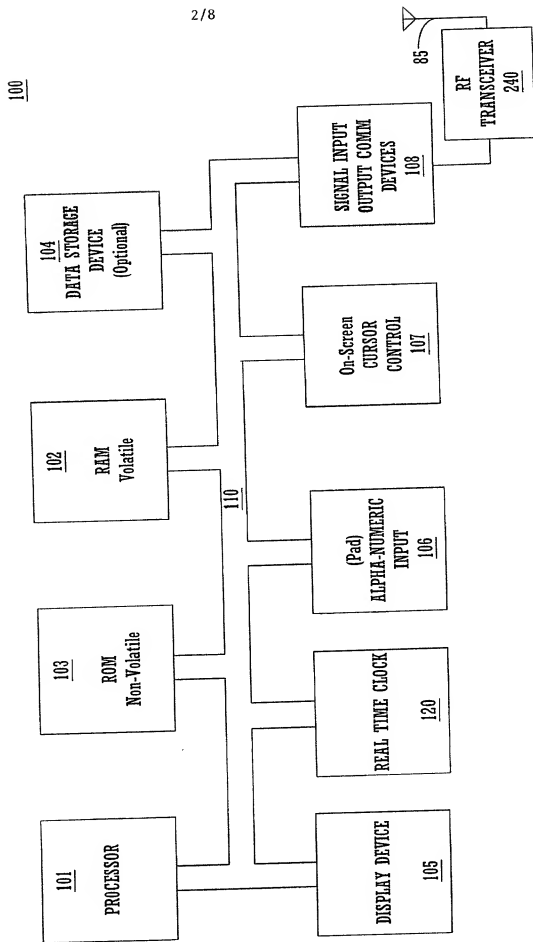 2/8
100
101
PROCESSOR
103
ROM
Non-Volatile
102
RAM
Volatile
104
DATA STORAGE
DEVICE
(Optional)
110
DISPLAY DEVICE
105
REAL TIME CLOCK
120
(Pad)
ALPHA-NUMERIC
INPUT
106
On-Screen
CURSOR
CONTROL
107
SIGNAL INPUT
OUTPUT COMM
DEVICES
108
RF
TRANSCEIVER
240
85